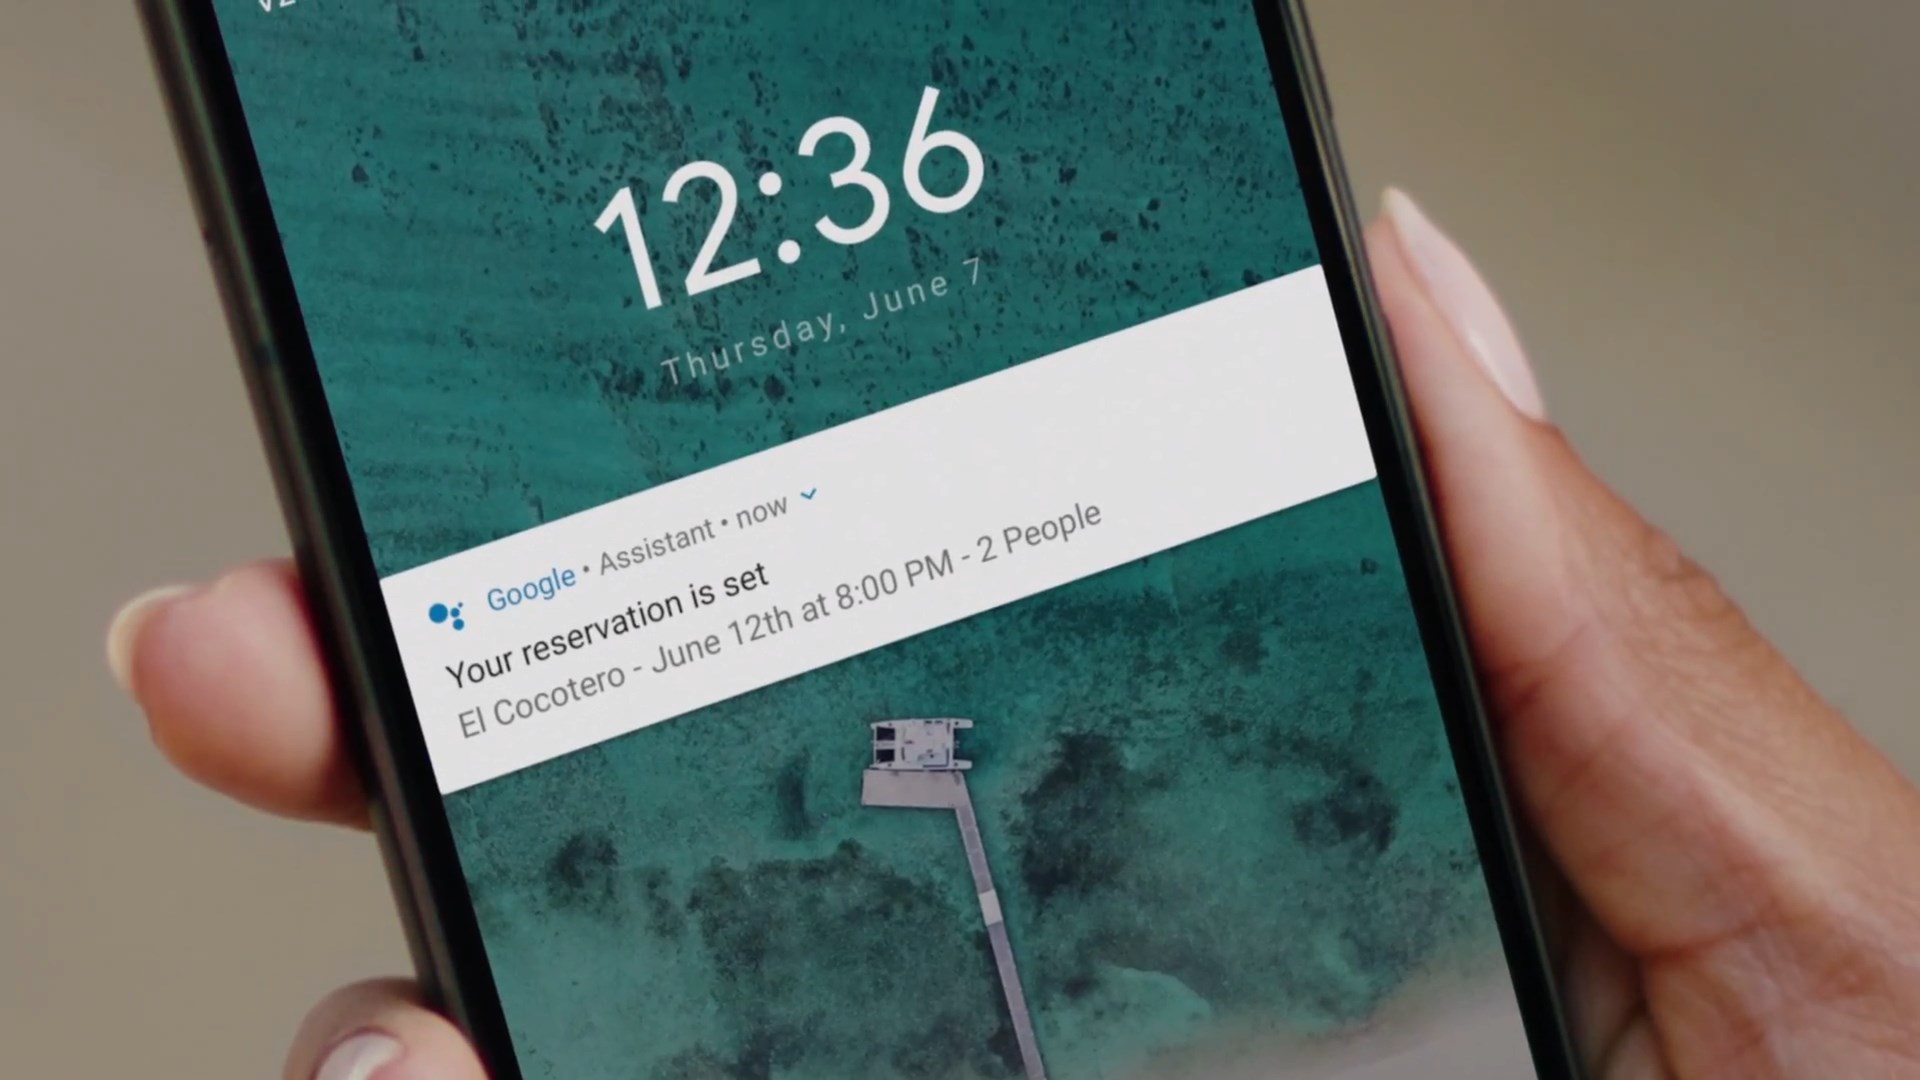 12:36
Thursday, June 7
Google • Assistant • now
Your reservation is set
El Cocotero - June 12th at 8:00 PM - 2 People